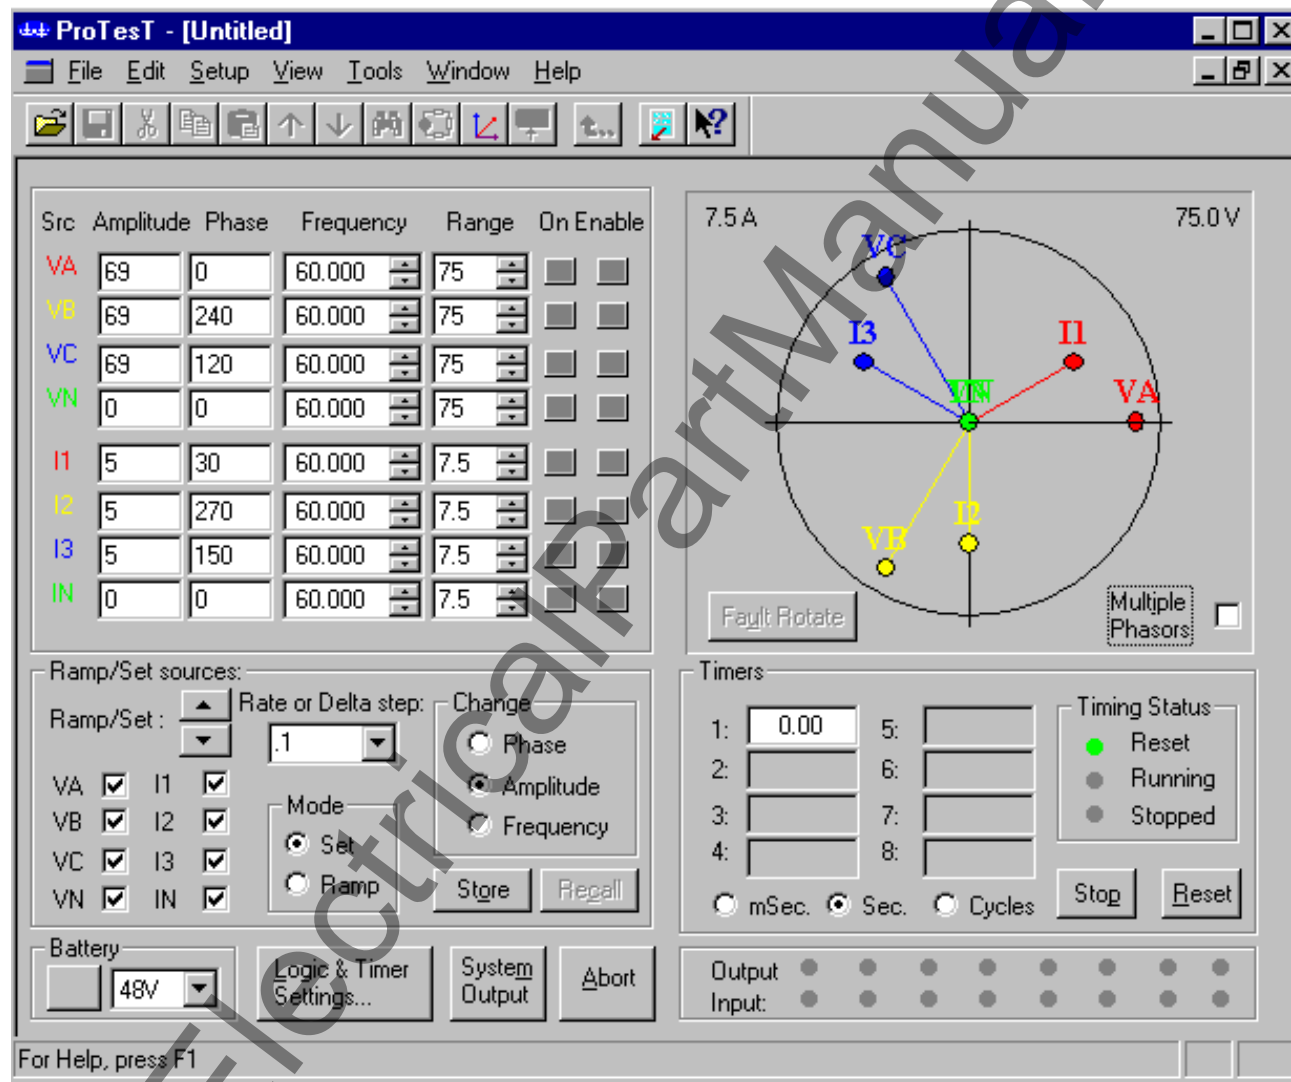 ProTesT - [Untitled]
File Edit Setup View Tools Window Help
Src Amplitude Phase Frequency Range On Enable
VA 69 0 60.000 75
VB 69 240 60.000 75
VC 69 120 60.000 75
VN 0 0 60.000 75
I1 5 30 60.000 7.5
I2 5 270 60.000 7.5
I3 5 150 60.000 7.5
IN 0 0 60.000 7.5
7.5 A 75.0 V
VC
I3 I1
VA
I2
VB
Fault Rotate
Multiple
Phasors
Ramp/Set sources:
Ramp/Set :
Rate or Delta step:
.1
VA I1
VB I2
VC I3
VN IN
Mode
Set
Ramp
Change
Phase
Amplitude
Frequency
Store Recall
Timers
1: 0.00 5:
2: 6:
3: 7:
4: 8:
Timing Status
Reset
Running
Stopped
mSec. Sec. Cycles
Stop Reset
Battery
48V
Logic & Timer
Settings...
System
Output
Abort
Output
Input:
For Help, press F1
ElectricalPartManual